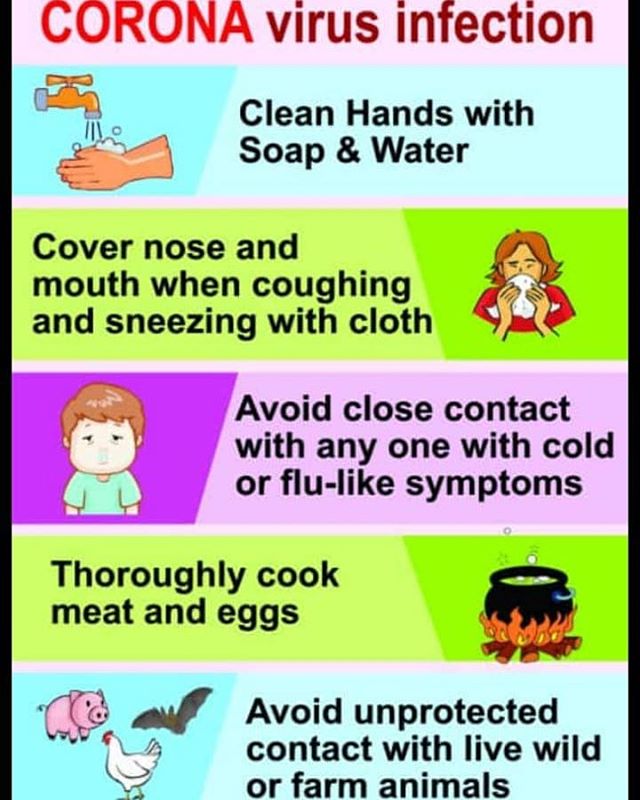 CORONA virus infection
Clean Hands with
Soap & Water
Cover nose and
mouth when coughing
and sneezing with cloth
Avoid close contact
with any one with cold
or flu-like symptoms
Thoroughly cook
meat and eggs
Avoid unprotected
contact with live wild
or farm animals